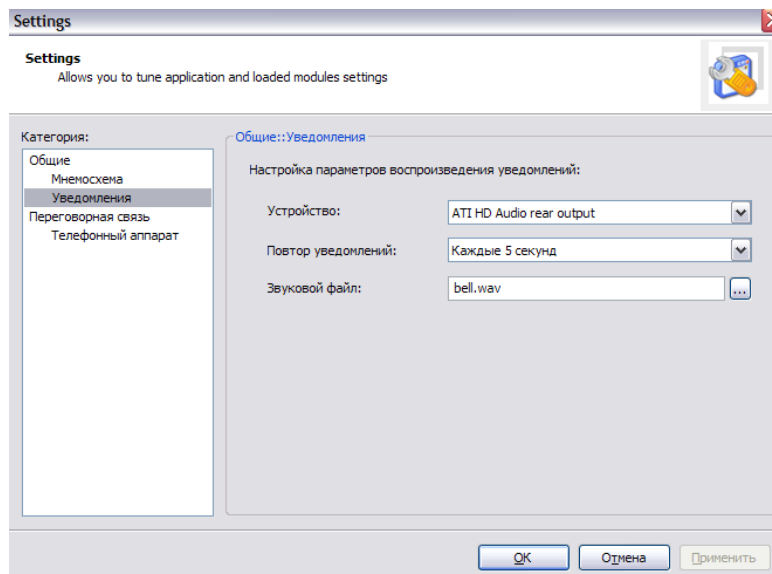 Settings
Settings
Allows you to tune application and loaded modules settings
Категория:
Общие
Мнемосхема
Уведомления
Переговорная связь
Телефонный аппарат
Общие::Уведомления
Настройка параметров воспроизведения уведомлений:
Устройство:
ATI HD Audio rear output
Повтор уведомлений:
Каждые 5 секунд
Звуковой файл:
bell.wav
...
OK
Отмена
Применить